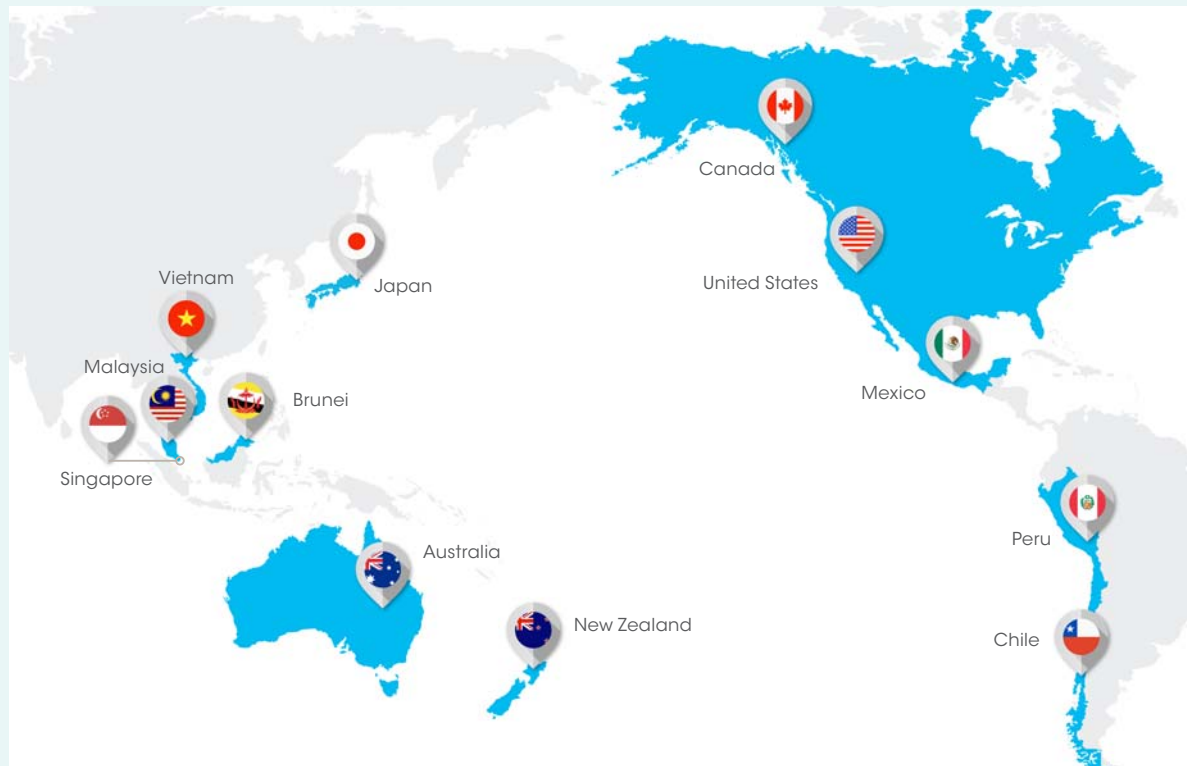 Canada
Vietnam
Japan
United States
Malaysia
Brunei
Mexico
Singapore
Peru
Australia
New Zealand
Chile